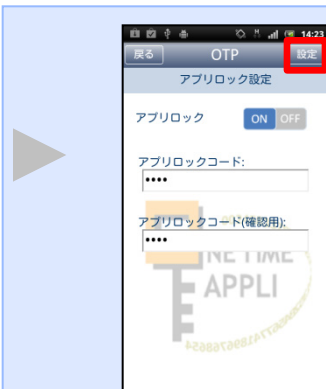 14:23
戻る OTP 設定
アプリロック設定
アプリロック ON OFF
アプリロックコード:
••••
アプリロックコード(確認用):
••••
NE TIME
APPLI